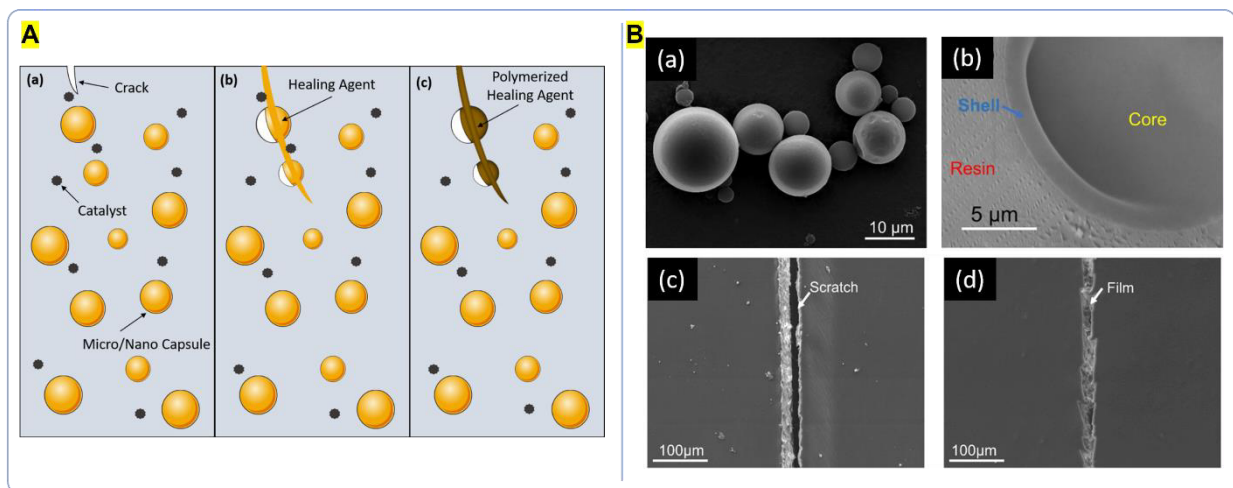 A
(a)
Crack
Catalyst
Micro/Nano Capsule
(b)
Healing Agent
(c)
Polymerized
Healing Agent
B
(a)
10 µm
(b)
Shell
Core
Resin
5 µm
(c)
Scratch
100µm
(d)
Film
100µm